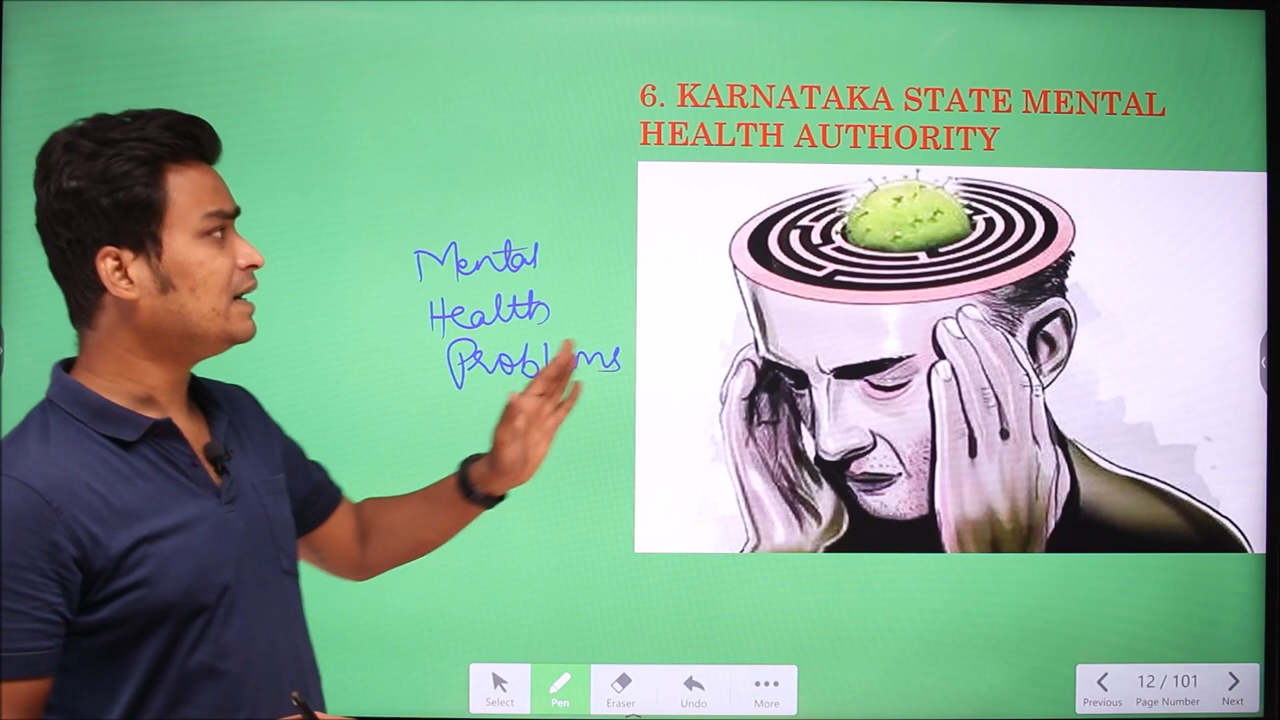 6. KARNATAKA STATE MENTAL
HEALTH AUTHORITY
Mental
Health
Problems
Select
Pen
Eraser
Undo
More
12 / 101
Previous
Page Number
Next